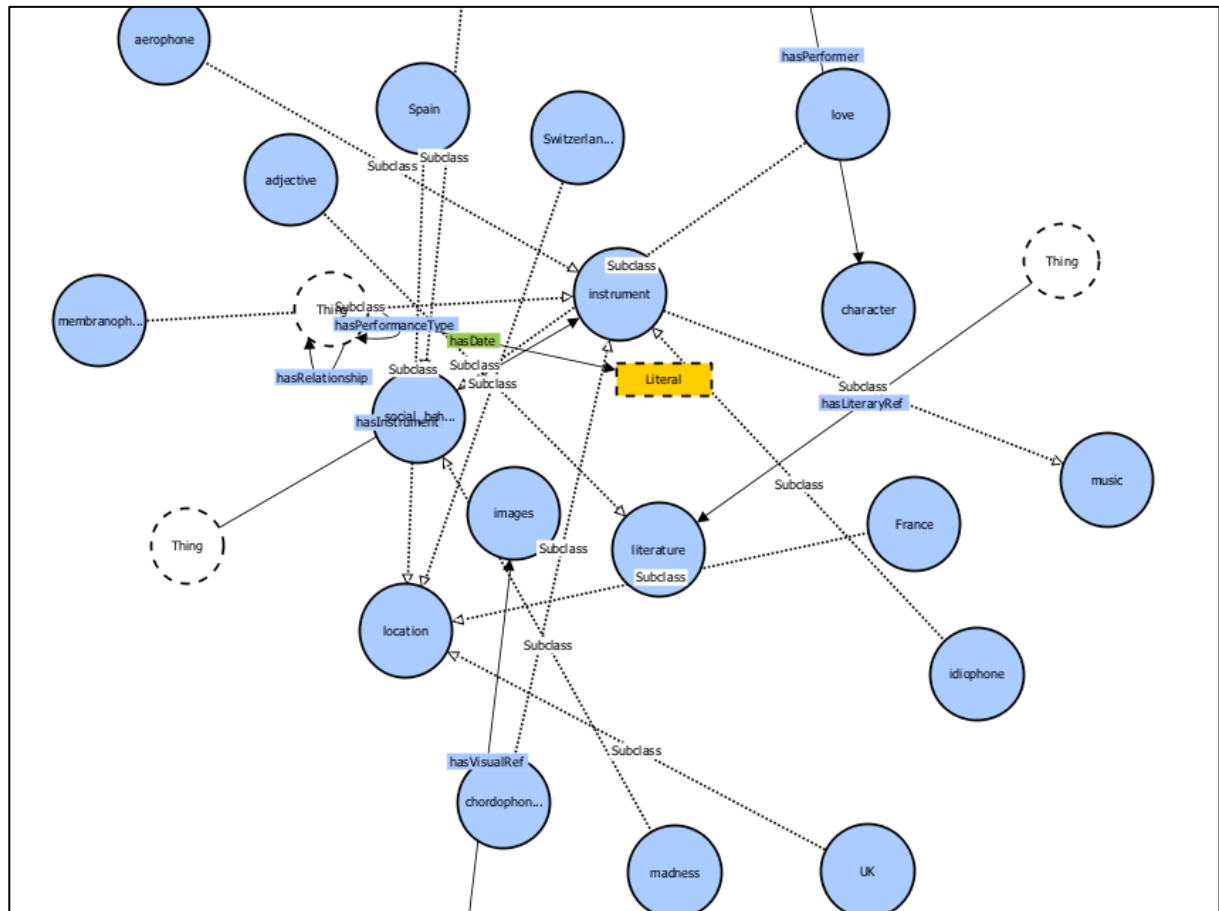 aerophone
hasPerformer
Spain
love
Switzerlan...
Subclass
Subclass
adjective
Thing
Subclass
instrument
character
Thing
Subclass
membranoph...
hasPerformanceType
hasDate
Subclass
Subclass
Subclass
Literal
hasRelationship
Subclass
hasLiteraryRef
social_beh...
hasInstrument
music
Subclass
images
France
Thing
Subclass
literature
Subclass
location
Subclass
idiophone
Subclass
hasVisualRef
chordophon...
madness
UK